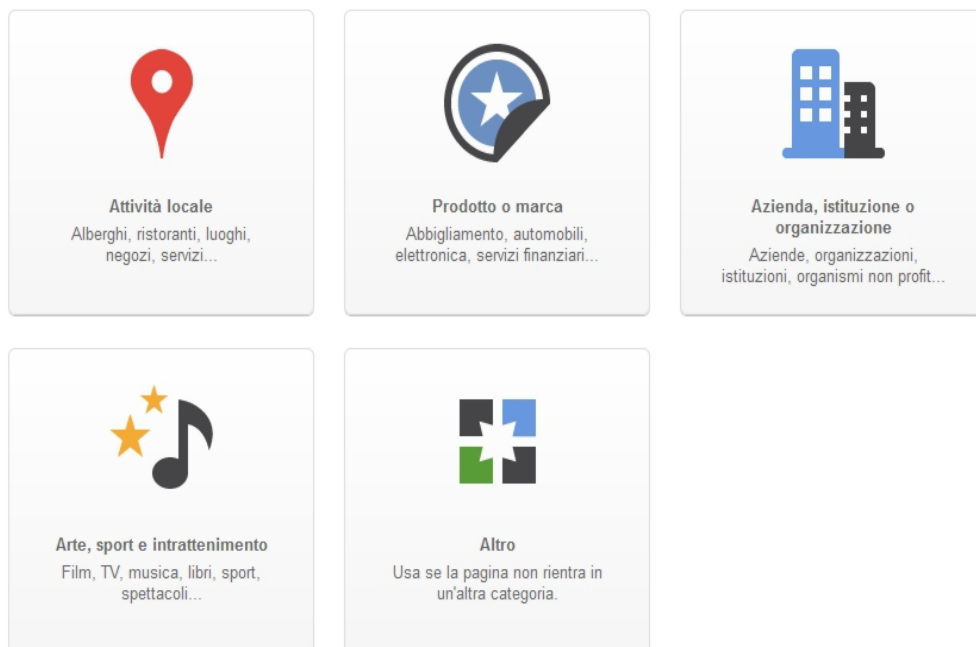 Attività locale
Alberghi, ristoranti, luoghi,
negozi, servizi...
Prodotto o marca
Abbigliamento, automobili,
elettronica, servizi finanziari...
Azienda, istituzione o
organizzazione
Aziende, organizzazioni,
istituzioni, organismi non profit...
Arte, sport e intrattenimento
Film, TV, musica, libri, sport,
spettacoli...
Altro
Usa se la pagina non rientra in
un'altra categoria.